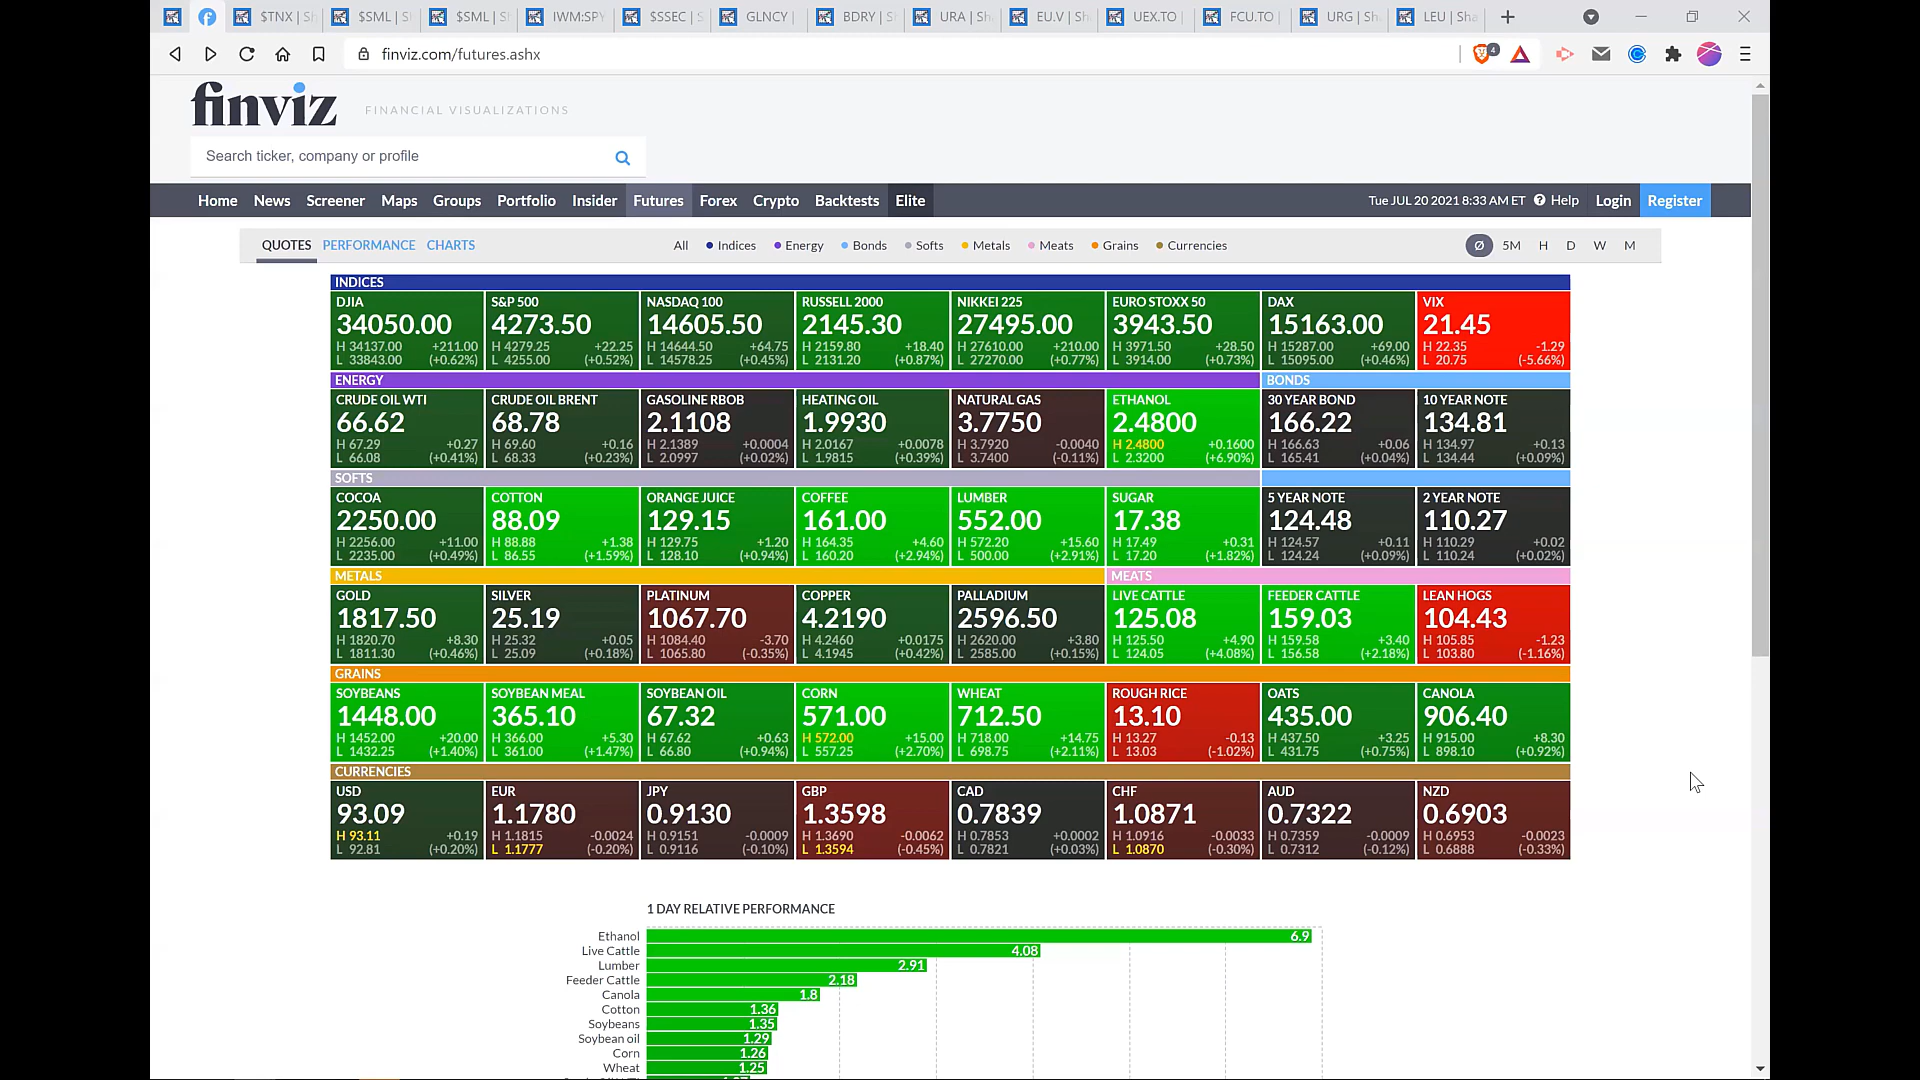 $TNX | Sh
$SML | S
$SML | S
IWM:SPY
$SSEC | S
GLNCY |
BDRY | Sh
URA | Sha
EU.V | Sh
UEX.TO |
FCU.TO |
URG | Sha
LEU | Sha
finviz.com/futures.ashx
4
finviz FINANCIAL VISUALIZATIONS
Search ticker, company or profile
Home News Screener Maps Groups Portfolio Insider Futures Forex Crypto Backtests Elite Tue JUL 20 2021 8:33 AM ET Help Login Register
QUOTES PERFORMANCE CHARTS All Indices Energy Bonds Softs Metals Meats Grains Currencies Ø 5M H D W M
INDICES
DJIA S&P 500 NASDAQ 100 RUSSELL 2000 NIKKEI 225 EURO STOXX 50 DAX VIX
34050.00 4273.50 14605.50 2145.30 27495.00 3943.50 15163.00 21.45
H 34137.00 +211.00 H 4279.25 +22.25 H 14644.50 +64.75 H 2159.80 +18.40 H 27610.00 +210.00 H 3971.50 +28.50 H 15287.00 +69.00 H 22.35 -1.29
L 33843.00 (+0.62%) L 4255.00 (+0.52%) L 14578.25 (+0.45%) L 2131.20 (+0.87%) L 27270.00 (+0.77%) L 3914.00 (+0.73%) L 15095.00 (+0.46%) L 20.75 (-5.66%)
ENERGY BONDS
CRUDE OIL WTI CRUDE OIL BRENT GASOLINE RBOB HEATING OIL NATURAL GAS ETHANOL 30 YEAR BOND 10 YEAR NOTE
66.62 68.78 2.1108 1.9930 3.7750 2.4800 166.22 134.81
H 67.29 +0.27 H 69.60 +0.16 H 2.1389 +0.0004 H 2.0167 +0.0078 H 3.7920 -0.0040 H 2.4800 +0.1600 H 166.63 +0.06 H 134.97 +0.13
L 66.08 (+0.41%) L 68.33 (+0.23%) L 2.0997 (+0.02%) L 1.9815 (+0.39%) L 3.7400 (-0.11%) L 2.3200 (+6.90%) L 165.41 (+0.04%) L 134.44 (+0.09%)
SOFTS
COCOA COTTON ORANGE JUICE COFFEE LUMBER SUGAR 5 YEAR NOTE 2 YEAR NOTE
2250.00 88.09 129.15 161.00 552.00 17.38 124.48 110.27
H 2256.00 +11.00 H 88.88 +1.38 H 129.75 +1.20 H 164.35 +4.60 H 572.20 +15.60 H 17.49 +0.31 H 124.57 +0.11 H 110.29 +0.02
L 2235.00 (+0.49%) L 86.55 (+1.59%) L 128.10 (+0.94%) L 160.20 (+2.94%) L 500.00 (+2.91%) L 17.20 (+1.82%) L 124.24 (+0.09%) L 110.24 (+0.02%)
METALS MEATS
GOLD SILVER PLATINUM COPPER PALLADIUM LIVE CATTLE FEEDER CATTLE LEAN HOGS
1817.50 25.19 1067.70 4.2190 2596.50 125.08 159.03 104.43
H 1820.70 +8.30 H 25.32 +0.05 H 1084.40 -3.70 H 4.2460 +0.0175 H 2620.00 +3.80 H 125.50 +4.90 H 159.58 +3.40 H 105.85 -1.23
L 1811.30 (+0.46%) L 25.09 (+0.18%) L 1065.80 (-0.35%) L 4.1945 (+0.42%) L 2585.00 (+0.15%) L 124.05 (+4.08%) L 156.58 (+2.18%) L 103.80 (-1.16%)
GRAINS
SOYBEANS SOYBEAN MEAL SOYBEAN OIL CORN WHEAT ROUGH RICE OATS CANOLA
1448.00 365.10 67.32 571.00 712.50 13.10 435.00 906.40
H 1452.00 +20.00 H 366.00 +5.30 H 67.62 +0.63 H 572.00 +15.00 H 718.00 +14.75 H 13.27 -0.13 H 437.50 +3.25 H 915.00 +8.30
L 1432.25 (+1.40%) L 361.00 (+1.47%) L 66.80 (+0.94%) L 557.25 (+2.70%) L 698.75 (+2.11%) L 13.03 (-1.02%) L 431.75 (+0.75%) L 898.10 (+0.92%)
CURRENCIES
USD EUR JPY GBP CAD CHF AUD NZD
93.09 1.1780 0.9130 1.3598 0.7839 1.0871 0.7322 0.6903
H 93.11 +0.19 H 1.1815 -0.0024 H 0.9151 -0.0009 H 1.3690 -0.0062 H 0.7853 +0.0002 H 1.0916 -0.0033 H 0.7359 -0.0009 H 0.6953 -0.0023
L 92.81 (+0.20%) L 1.1777 (-0.20%) L 0.9116 (-0.10%) L 1.3594 (-0.45%) L 0.7821 (+0.03%) L 1.0870 (-0.30%) L 0.7312 (-0.12%) L 0.6888 (-0.33%)
1 DAY RELATIVE PERFORMANCE
Ethanol 6.9
Live Cattle 4.08
Lumber 2.91
Feeder Cattle 2.18
Canola 1.8
Cotton 1.36
Soybeans 1.35
Soybean oil 1.29
Corn 1.26
Wheat 1.25